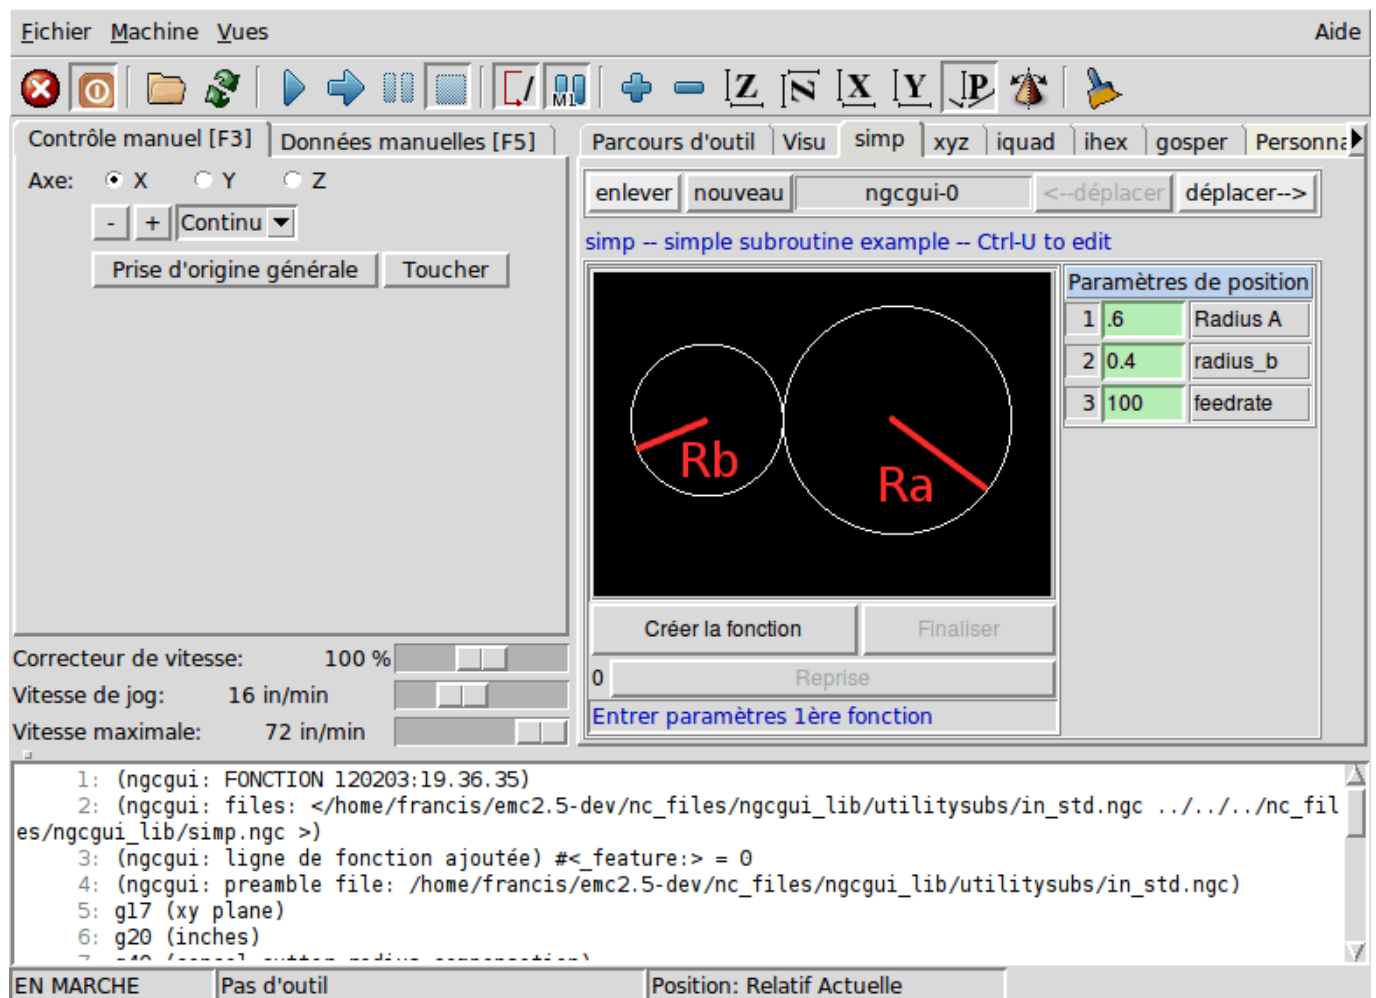 Fichier Machine Vues Aide
M1 Z N X Y P
Contrôle manuel [F3] Données manuelles [F5]
Axe: X Y Z
- + Continu
Prise d'origine générale Toucher
Correcteur de vitesse: 100 %
Vitesse de jog: 16 in/min
Vitesse maximale: 72 in/min
Parcours d'outil Visu simp xyz iquad ihex gosper Personna
enlever nouveau ngcgui-0 <--déplacer déplacer-->
simp -- simple subroutine example -- Ctrl-U to edit
Rb Ra
Paramètres de position
1 .6 Radius A
2 0.4 radius_b
3 100 feedrate
Créer la fonction Finaliser
0 Reprise
Entrer paramètres 1ère fonction
1: (ngcgui: FONCTION 120203:19.36.35)
2: (ngcgui: files: </home/francis/emc2.5-dev/nc_files/ngcgui_lib/utilitysubs/in_std.ngc ../../../nc_fil
es/ngcgui_lib/simp.ngc >)
3: (ngcgui: ligne de fonction ajoutée) #<_feature:> = 0
4: (ngcgui: preamble file: /home/francis/emc2.5-dev/nc_files/ngcgui_lib/utilitysubs/in_std.ngc)
5: g17 (xy plane)
6: g20 (inches)
7: g40 (cancel cutter radius compensation)
EN MARCHE Pas d'outil Position: Relatif Actuelle